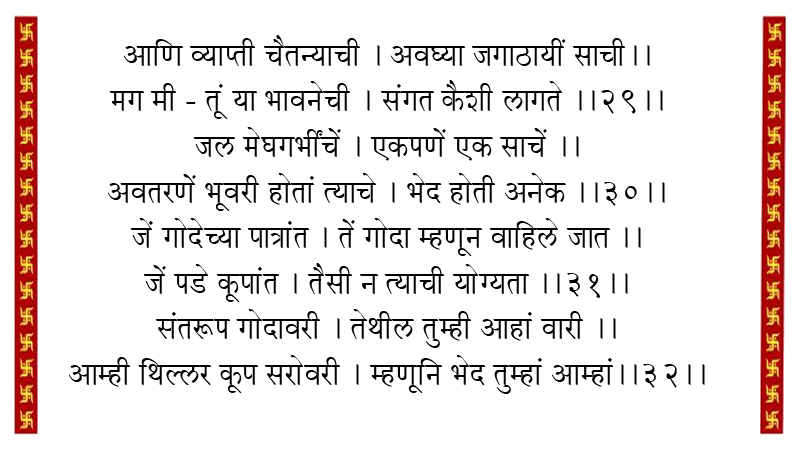 आणि व्याप्ती चैतन्याची । अवघ्या जगाठायीं साची।।
मग मी - तूं या भावनेची । संगत कैशी लागते ।।२९।।
जल मेघगर्भींचें । एकपणें एक साचें ।।
अवतरणें भूवरी होतां त्याचे । भेद होती अनेक ।।३०।।
जें गोदेच्या पात्रांत । तें गोदा म्हणून वाहिले जात ।।
जें पडे कूपांत । तैसी न त्याची योग्यता ।।३१।।
संतरूप गोदावरी । तेथील तुम्ही आहां वारी ।।
आम्ही थिल्लर कूप सरोवरी । म्हणूनि भेद तुम्हां आम्हां।।३२।।